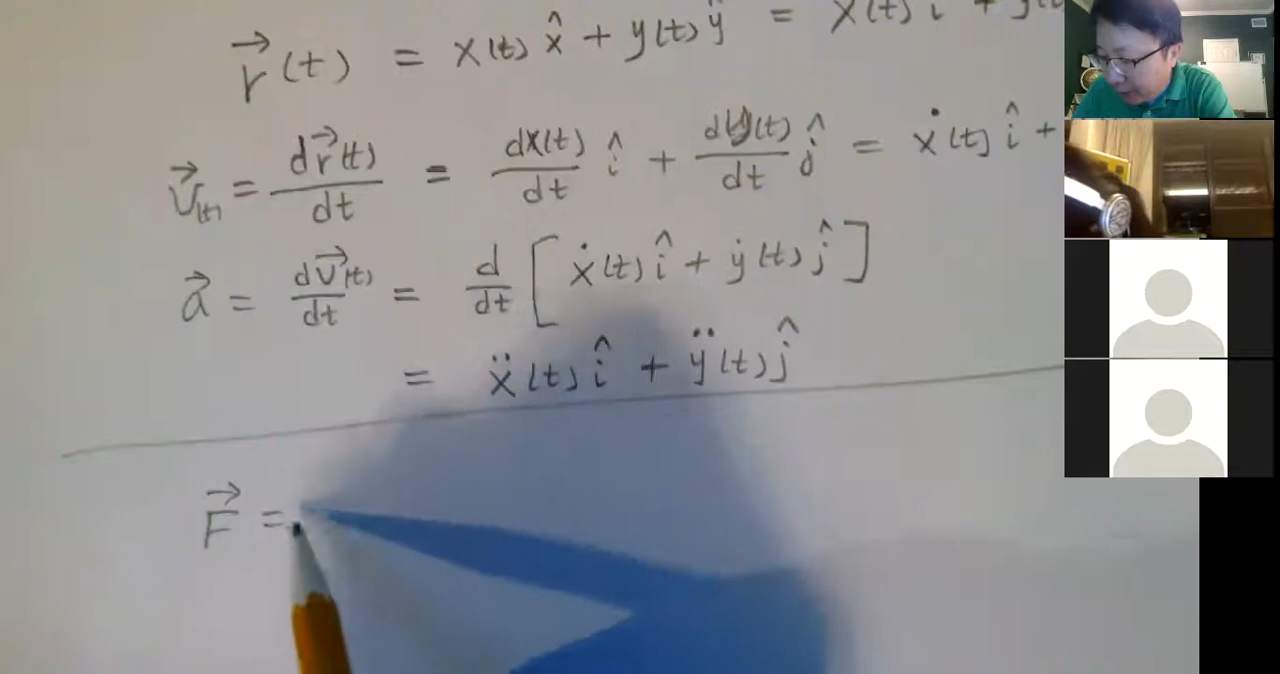 r⃗(t) = x(t) x̂ + y(t) ŷ = x(t) î +
v⃗(t) = dr⃗(t)/dt = dx(t)/dt î + dy(t)/dt ĵ = ẋ(t) î +
a⃗ = dv⃗(t)/dt = d/dt [ẋ(t) î + ẏ(t) ĵ]
= ẍ(t) î + ÿ(t) ĵ
F⃗ =